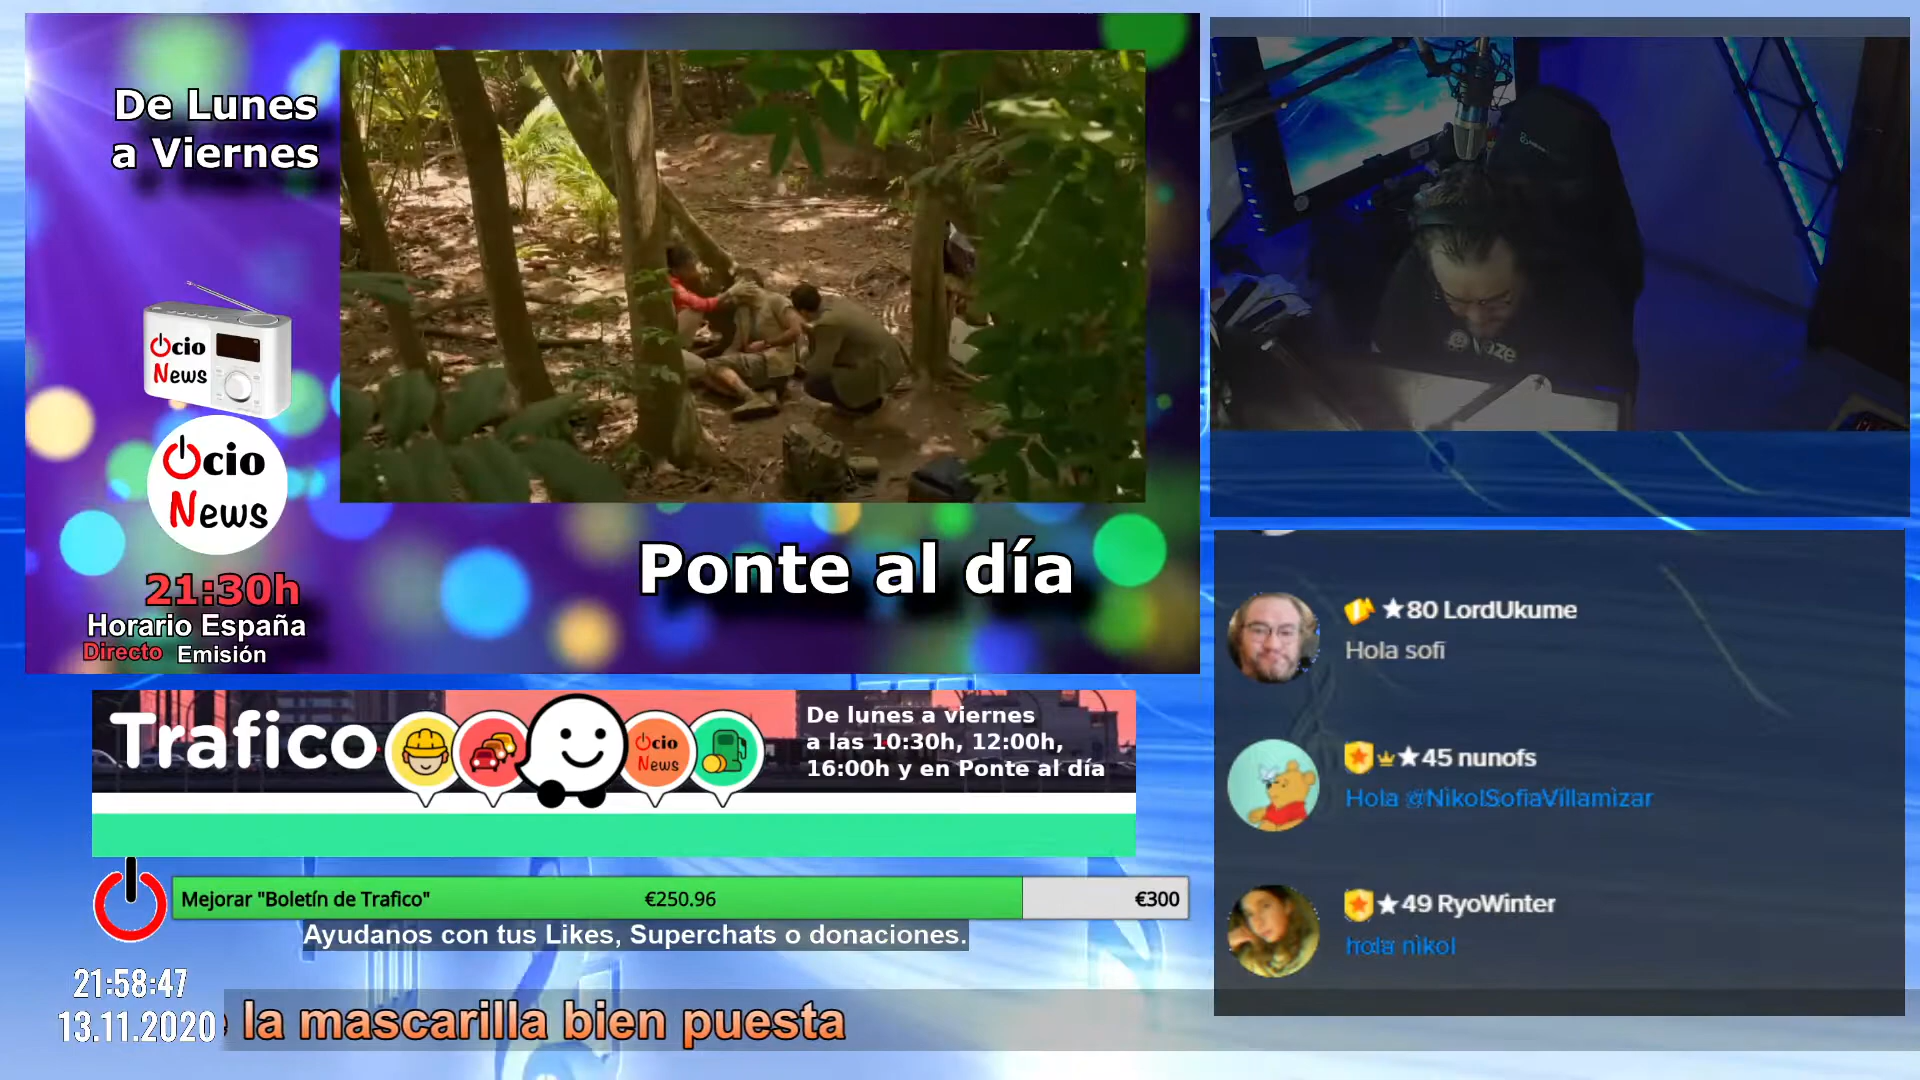 De Lunes
a Viernes
Ocio
News
Ocio
News
21:30h
Horario España
Directo Emisión
Ponte al día
Trafico
Ocio
News
De lunes a viernes
a las 10:30h, 12:00h,
16:00h y en Ponte al día
Mejorar "Boletín de Trafico" €250.96 €300
Ayudanos con tus Likes, Superchats o donaciones.
21:58:47
13.11.2020
la mascarilla bien puesta
waze
★80 LordUkume
Hola sofi
★45 nunofs
Hola @NikolSofiaVillamizar
★49 RyoWinter
hola nikol